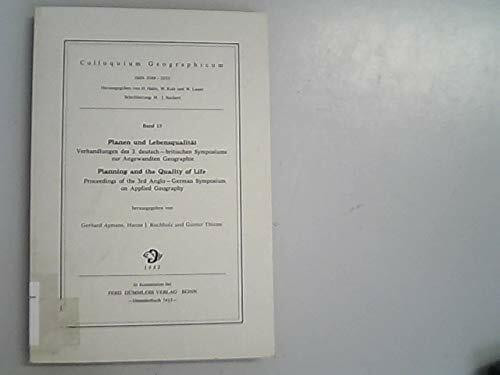 Colloquium Geographicum
ISSN 0588 - 3253
Herausgegeben von H. Hahn, W. Kuls und W. Lauer
Schriftleitung: H. J.
Band 15
Planen und Lebensqualität
Verhandlungen des 3. deutsch-britischen Symposiums
zur Angewandten Geographie
Planning and the Quality of Life
Proceedings of the 3rd Anglo-German Symposium
on Applied Geography
herausgegeben von
Gerhard Aymans, Hanns J. Buchholz und Günter Thieme
1982
In Kommission bei
FERD. DÜMMLERS VERLAG · BONN